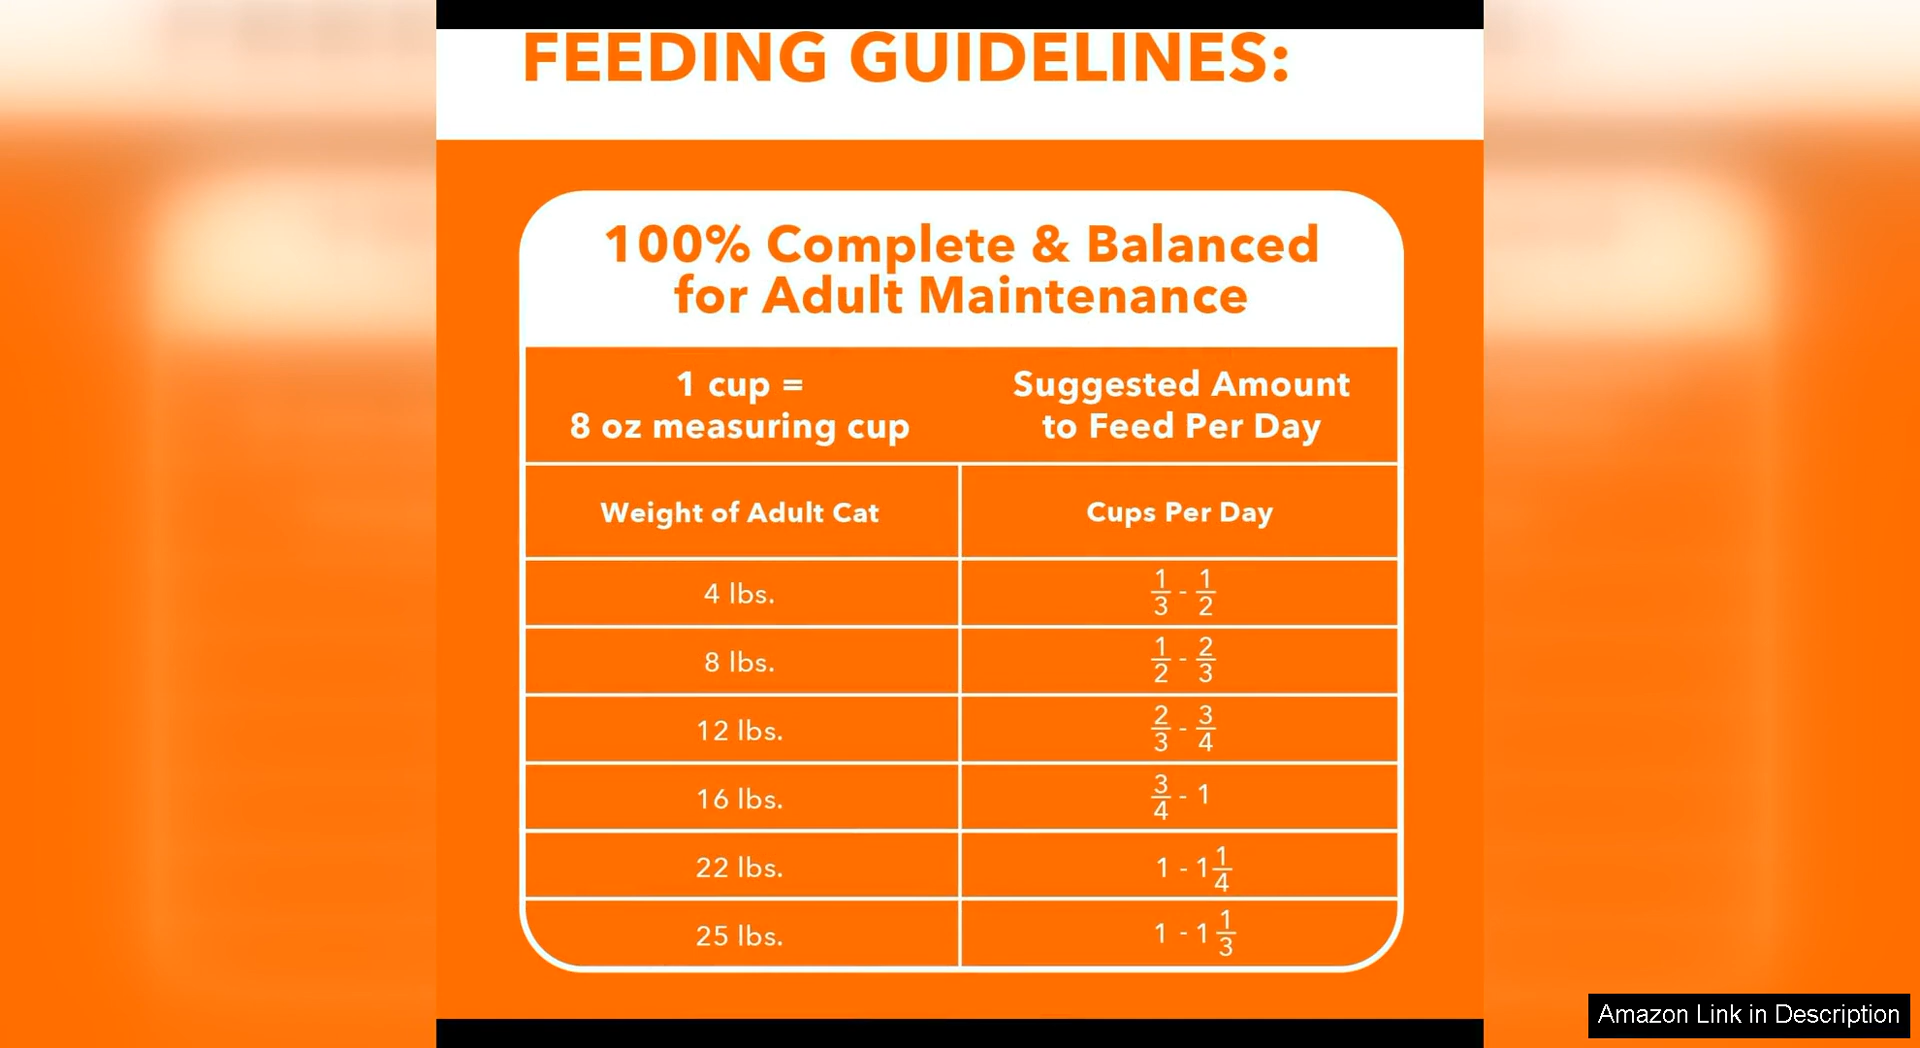 FEEDING GUIDELINES:
100% Complete & Balanced
for Adult Maintenance
1 cup =
8 oz measuring cup
Suggested Amount
to Feed Per Day
Weight of Adult Cat
Cups Per Day
4 lbs.
1/3 - 1/2
8 lbs.
1/2 - 2/3
12 lbs.
2/3 - 3/4
16 lbs.
3/4 - 1
22 lbs.
1 - 1 1/4
25 lbs.
1 - 1 1/3
Amazon Link in Description